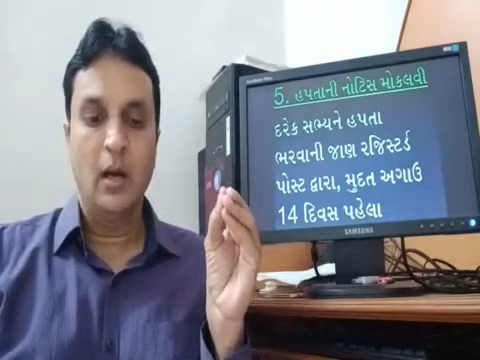 5. હપતાની નોટિસ મોકલવી
દરેક સભ્યને હપતા
ભરવાની જાણ રજિસ્ટર્ડ
પોસ્ટ દ્વારા, મુદત અગાઉ
14 દિવસ પહેલા
SAMSUNG